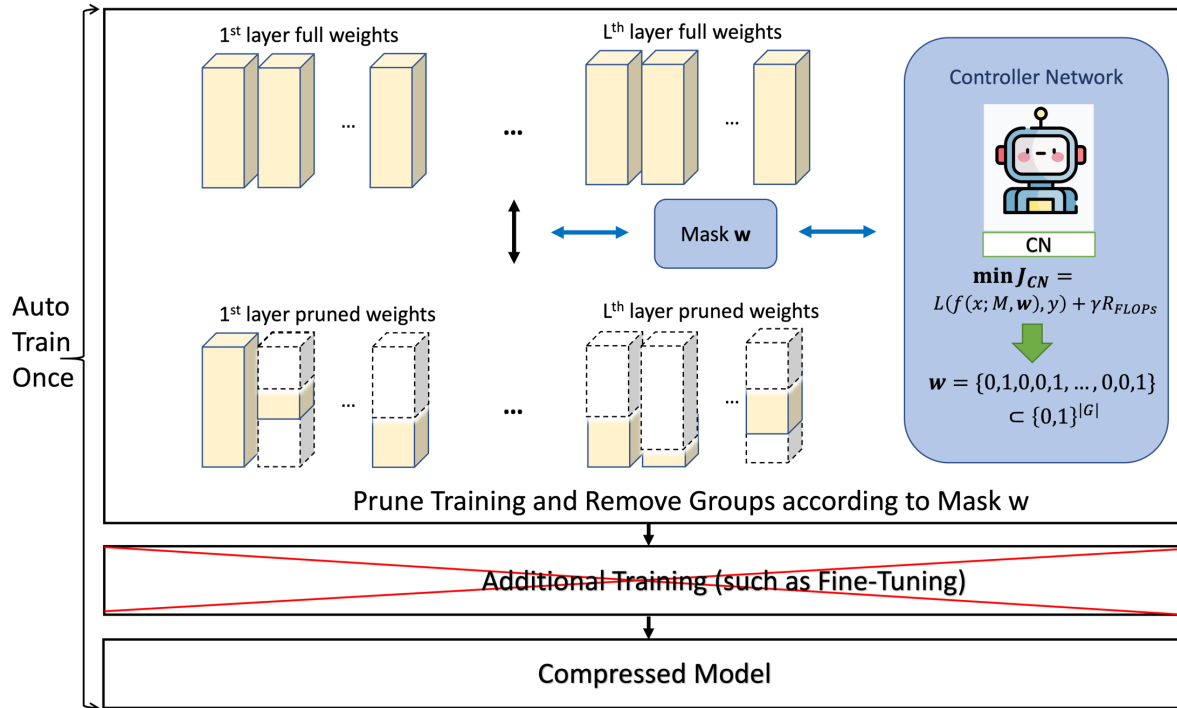 1st layer full weights
Lth layer full weights
...
...
...
Controller Network
CN
Mask w
min J_CN =
L(f(x; M, w), y) + γR_FLOPs
w = {0,1,0,0,1, …, 0,0,1}
⊂ {0,1}^|G|
Auto
Train
Once
1st layer pruned weights
Lth layer pruned weights
...
...
...
Prune Training and Remove Groups according to Mask w
Additional Training (such as Fine-Tuning)
Compressed Model